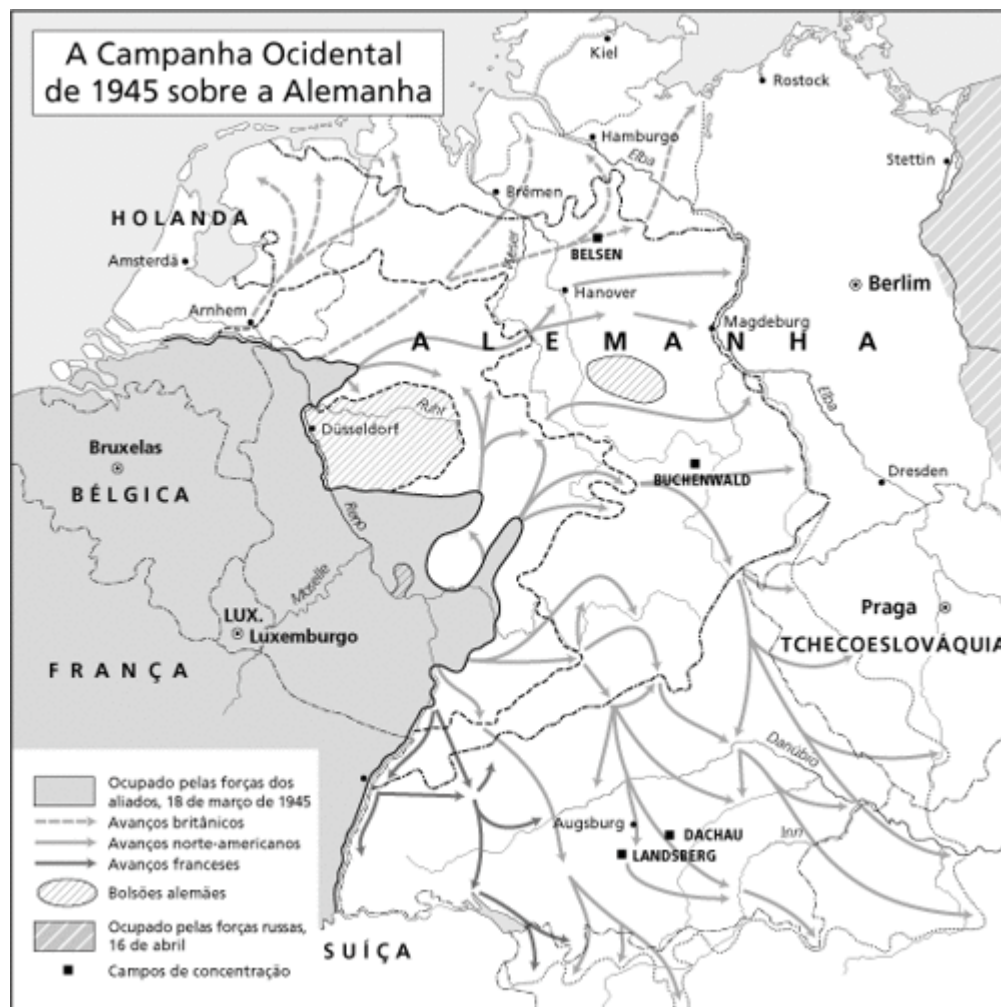 A Campanha Ocidental
de 1945 sobre a Alemanha
Kiel
Rostock
Hamburgo
Elba
Stettin
Brêmen
HOLANDA
Weser
BELSEN
Amsterdã
Hanover
Berlim
Arnhem
Magdeburg
ALEMANHA
Ruhr
Düsseldorf
Elba
Bruxelas
BÉLGICA
BUCHENWALD
Dresden
Reno
Moselle
LUX.
Luxemburgo
Praga
TCHECOESLOVÁQUIA
FRANÇA
Danúbio
Ocupado pelas forças dos
aliados, 18 de março de 1945
Avanços britânicos
Avanços norte-americanos
Avanços franceses
Bolsões alemães
Ocupado pelas forças russas,
16 de abril
Campos de concentração
Augsburg
DACHAU
Inn
LANDSBERG
SUÍÇA